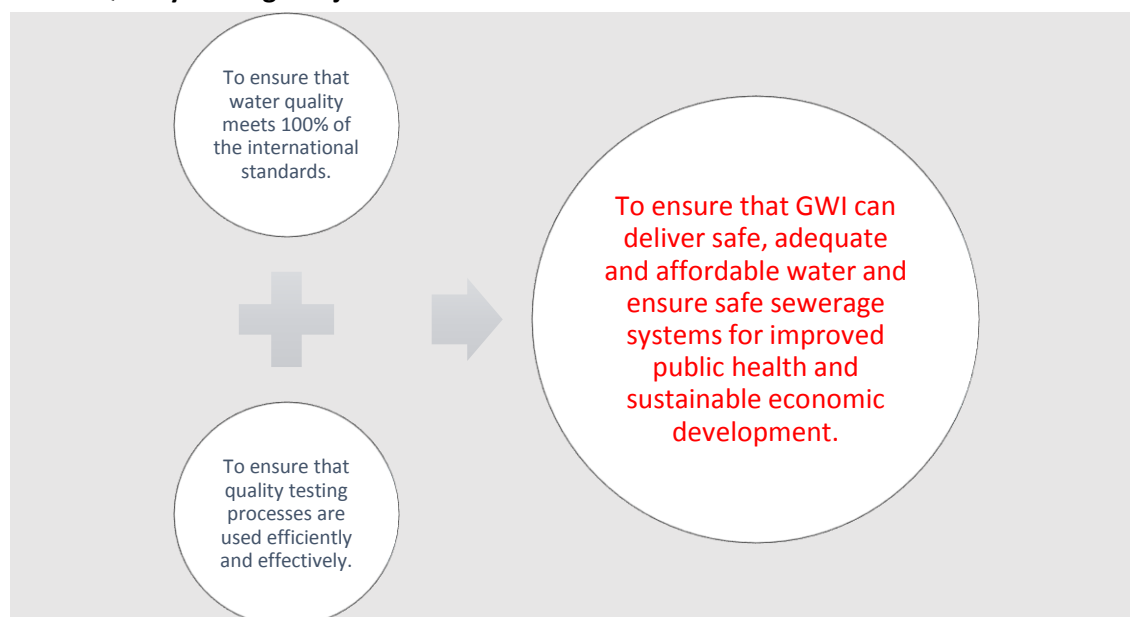 To ensure that
water quality
meets 100% of
the international
standards.
To ensure that
quality testing
processes are
used efficiently
and effectively.
To ensure that GWI can
deliver safe, adequate
and affordable water and
ensure safe sewerage
systems for improved
public health and
sustainable economic
development.